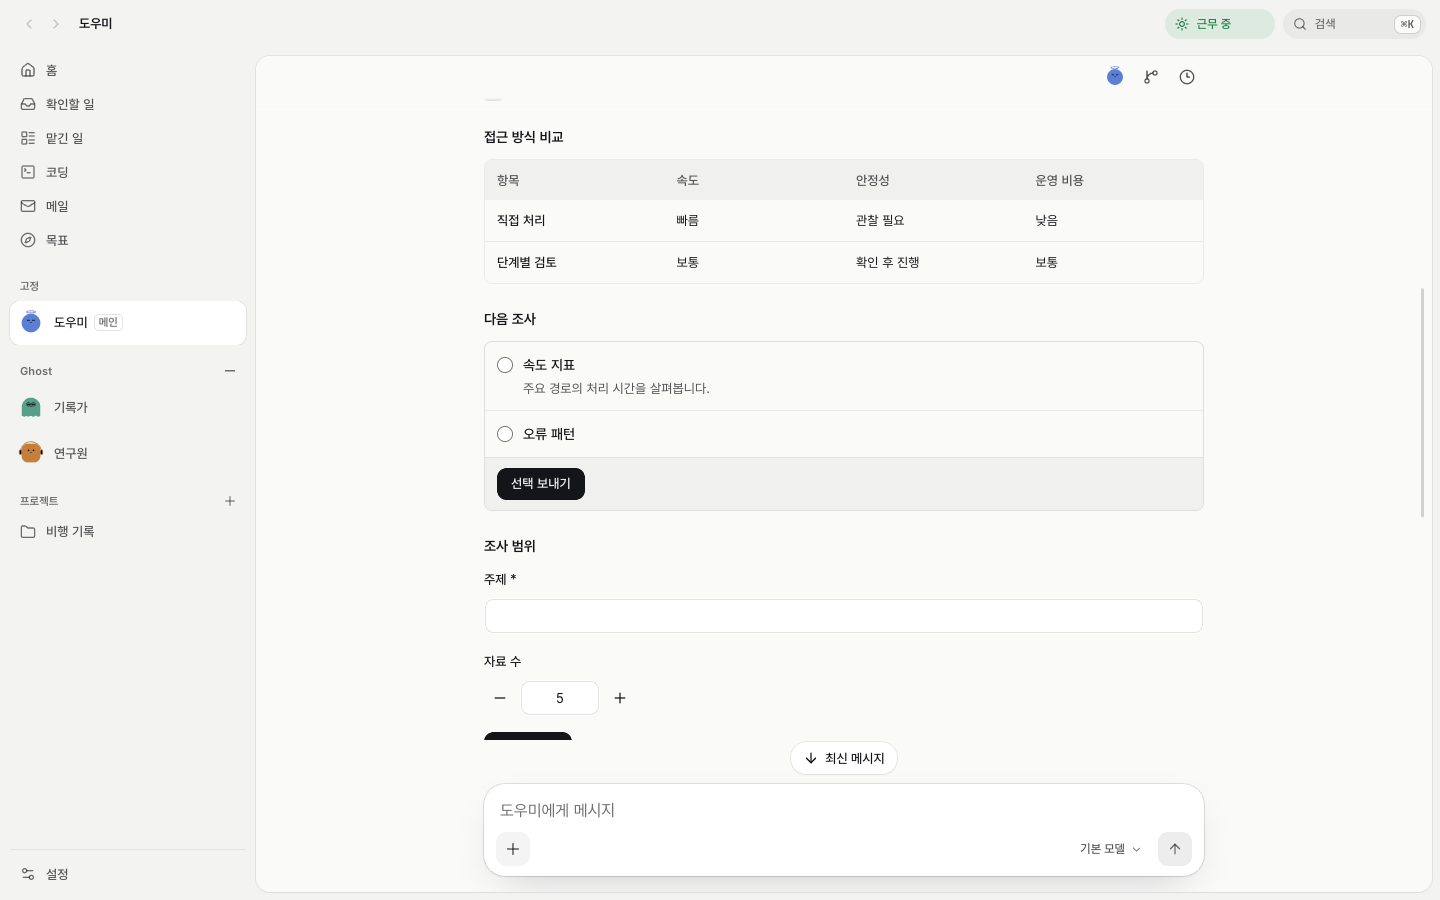 도우미
근무 중
검색
⌘K
홈
확인할 일
맡긴 일
코딩
메일
목표
고정
도우미 메인
Ghost
기록가
연구원
프로젝트
비행 기록
설정
접근 방식 비교
항목 속도 안정성 운영 비용
직접 처리 빠름 관찰 필요 낮음
단계별 검토 보통 확인 후 진행 보통
다음 조사
속도 지표
주요 경로의 처리 시간을 살펴봅니다.
오류 패턴
선택 보내기
조사 범위
주제 *
자료 수
5
최신 메시지
도우미에게 메시지
기본 모델